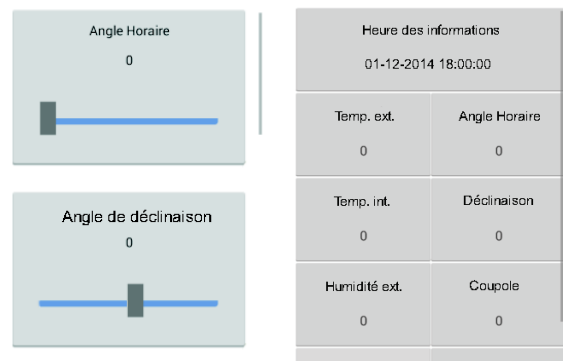 Angle Horaire
0
Angle de déclinaison
0
Heure des informations
01-12-2014 18:00:00
Temp. ext.
Angle Horaire
0
0
Temp. int.
Déclinaison
0
0
Humidité ext.
Coupole
0
0